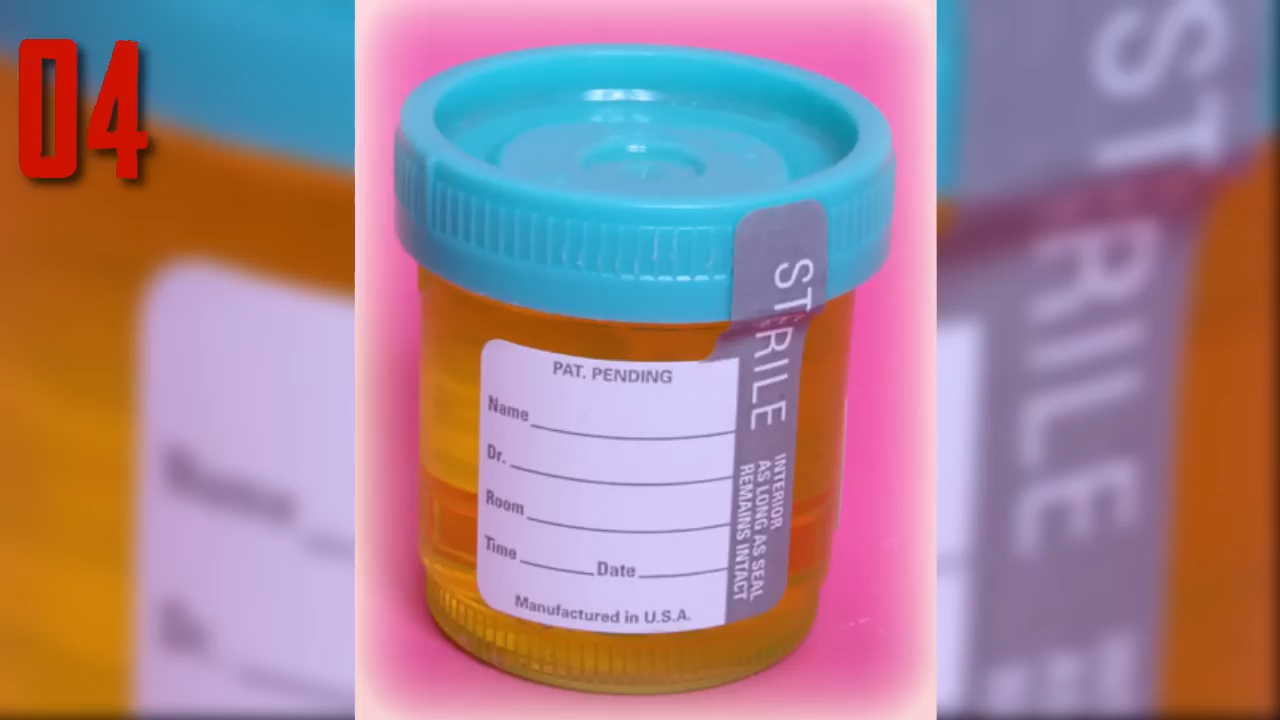 04
PAT. PENDING
Name
Dr.
Room
Time Date
Manufactured in U.S.A.
STERILE
INTERIOR
AS LONG AS SEAL
REMAINS INTACT